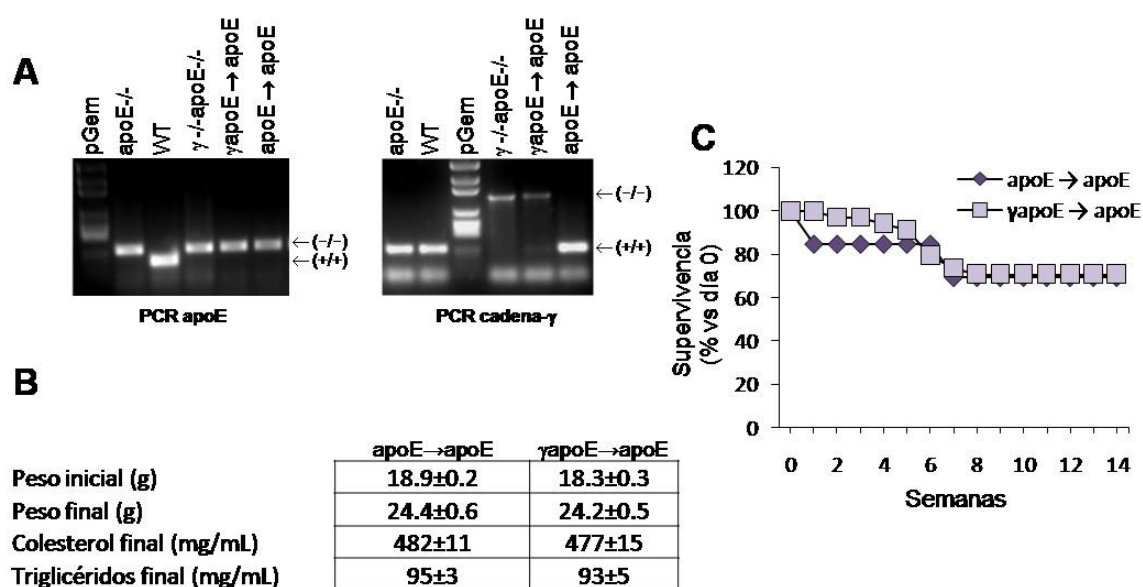 A
pGem
apoE-/-
WT
γ -/-apoE-/-
γapoE → apoE
apoE → apoE
← (-/-)
← (+/+)
PCR apoE
apoE-/-
WT
pGem
γ -/-apoE-/-
γapoE → apoE
apoE → apoE
← (-/-)
← (+/+)
PCR cadena-γ
B
apoE→apoE γapoE→apoE
Peso inicial (g) 18.9±0.2 18.3±0.3
Peso final (g) 24.4±0.6 24.2±0.5
Colesterol final (mg/mL) 482±11 477±15
Triglicéridos final (mg/mL) 95±3 93±5
C
apoE → apoE
γapoE → apoE
Supervivencia
(% vs día 0)
120
100
80
60
40
20
0
0 2 4 6 8 10 12 14
Semanas